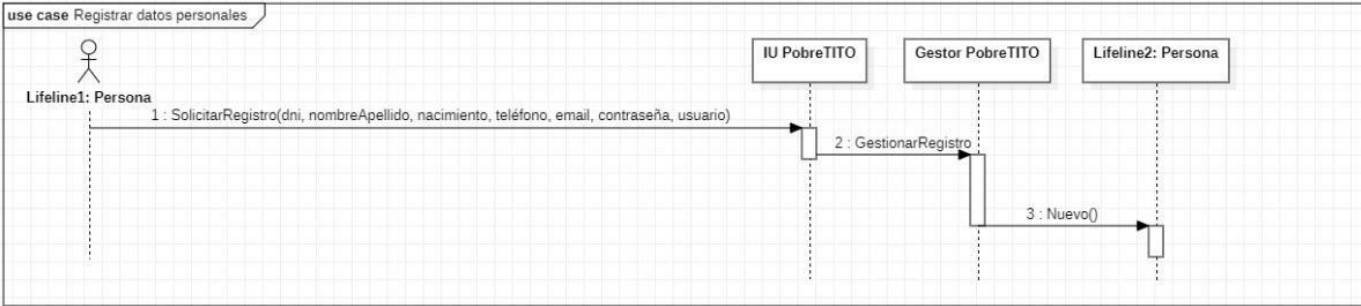 use case Registrar datos personales
IU PobreTITO
Gestor PobreTITO
Lifeline2: Persona
Lifeline1: Persona
1 : SolicitarRegistro(dni, nombreApellido, nacimiento, teléfono, email, contraseña, usuario)
2 : GestionarRegistro
3 : Nuevo()